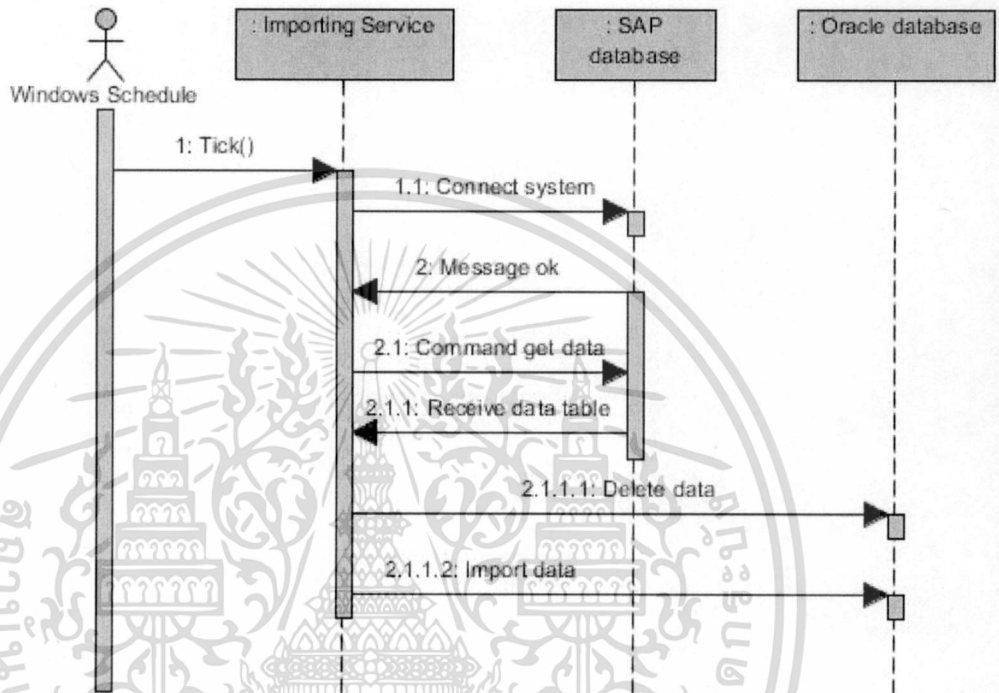 : Importing Service
: SAP
database
: Oracle database
Windows Schedule
1: Tick()
1.1: Connect system
2: Message ok
2.1: Command get data
2.1.1: Receive data table
2.1.1.1: Delete data
2.1.1.2: Import data